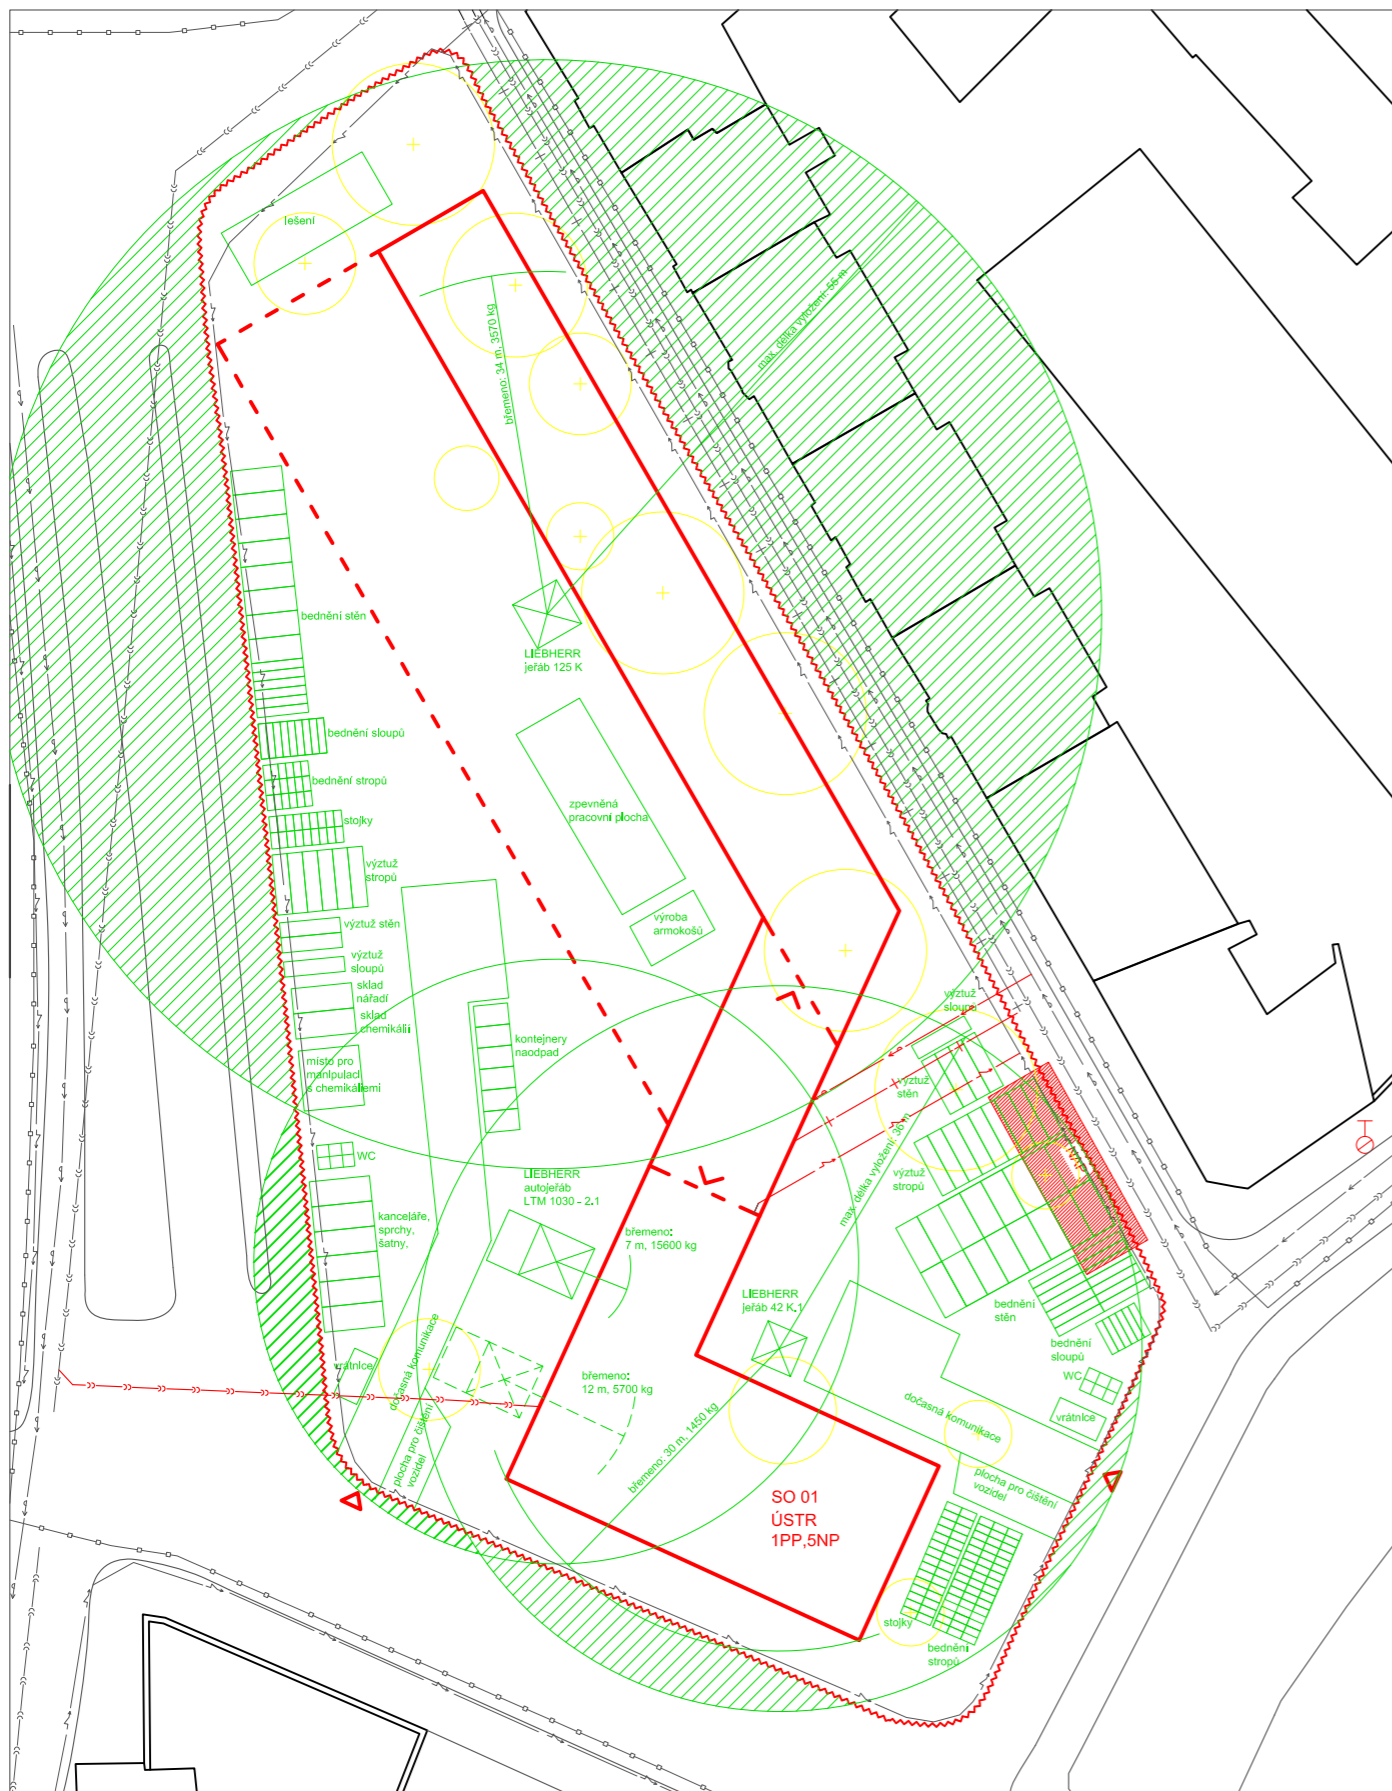 lešení
břemeno: 34 m, 3570 kg
max. délka vyložení: 55 m
bednění stěn
LIEBHERR
jeřáb 125 K
bednění sloupů
bednění stropů
stojky
zpevněná
pracovní plocha
výztuž
stropů
výroba
armokošů
výztuž stěn
výztuž
sloupů
sklad
nářadí
sklad
chemikálií
místo pro
manipulaci
s chemikáliemi
kontejnery
naodpad
výztuž
sloupů
výztuž
stěn
výztuž
stropů
NAP
WC
LIEBHERR
autojeřáb
LTM 1030 - 2.1
max. délka vyložení: 36 m
kanceláře,
sprchy,
šatny,
břemeno:
7 m, 15600 kg
LIEBHERR
jeřáb 42 K.1
bednění
stěn
bednění
sloupů
vrátnice
dočasná komunikace
plocha pro čištění
vozidel
břemeno:
12 m, 5700 kg
břemeno: 30 m, 1450 kg
WC
vrátnice
dočasná komunikace
plocha pro čištění
vozidel
SO 01
ÚSTR
1PP,5NP
stojky
bednění
stropů